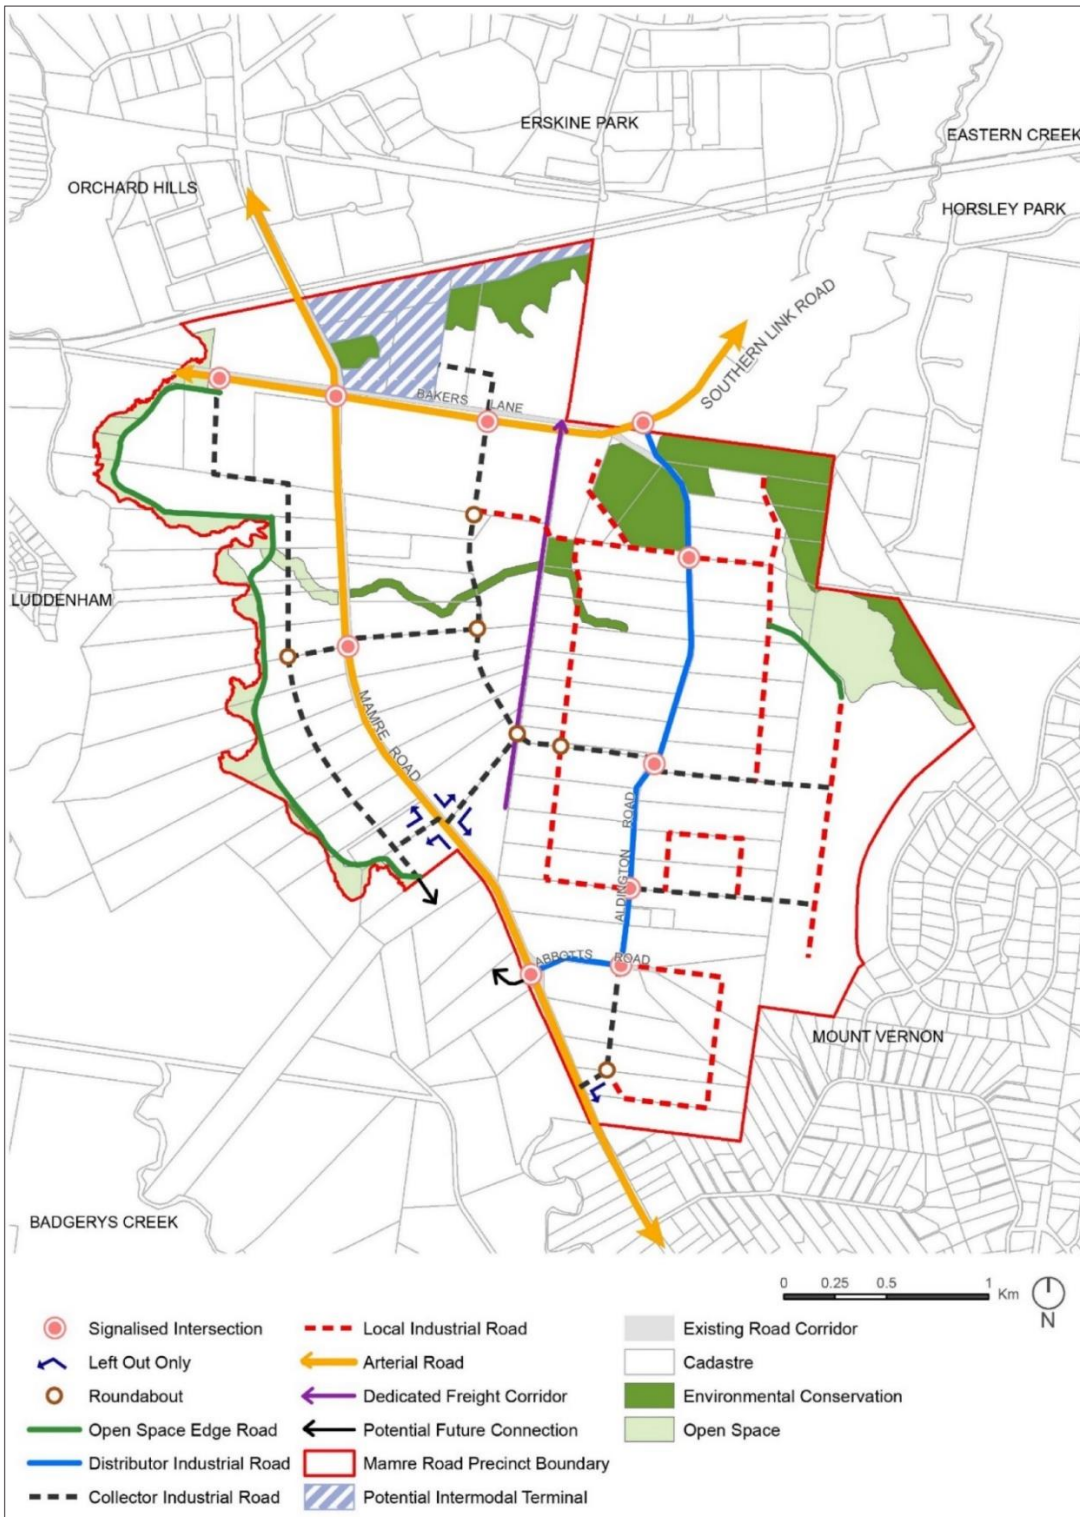 ERSKINE PARK
EASTERN CREEK
ORCHARD HILLS
HORSLEY PARK
SOUTHERN LINK ROAD
BAKERS LANE
LUDDENHAM
MAMRE ROAD
ALDINGTON ROAD
ABBOTTS ROAD
MOUNT VERNON
BADGERYS CREEK
0 0.25 0.5 1 Km
N
Signalised Intersection
Left Out Only
Roundabout
Open Space Edge Road
Distributor Industrial Road
Collector Industrial Road
Local Industrial Road
Arterial Road
Dedicated Freight Corridor
Potential Future Connection
Mamre Road Precinct Boundary
Potential Intermodal Terminal
Existing Road Corridor
Cadastre
Environmental Conservation
Open Space